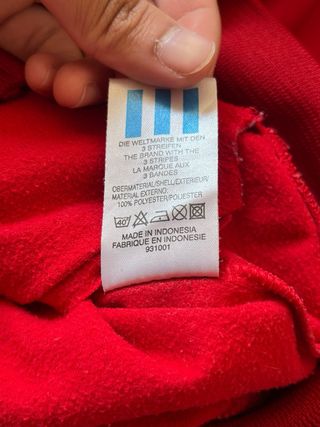 DIE WELTMARKE MIT DEN
3 STREIFEN
THE BRAND WITH THE
3 STRIPES
LA MARQUE AUX
3 BANDES
OBERMATERIAL/SHELL/EXTERIEUR/
MATERIAL EXTERNO:
100% POLYESTER/POLIESTER
40
MADE IN INDONESIA
FABRIQUE EN INDONESIE
931001